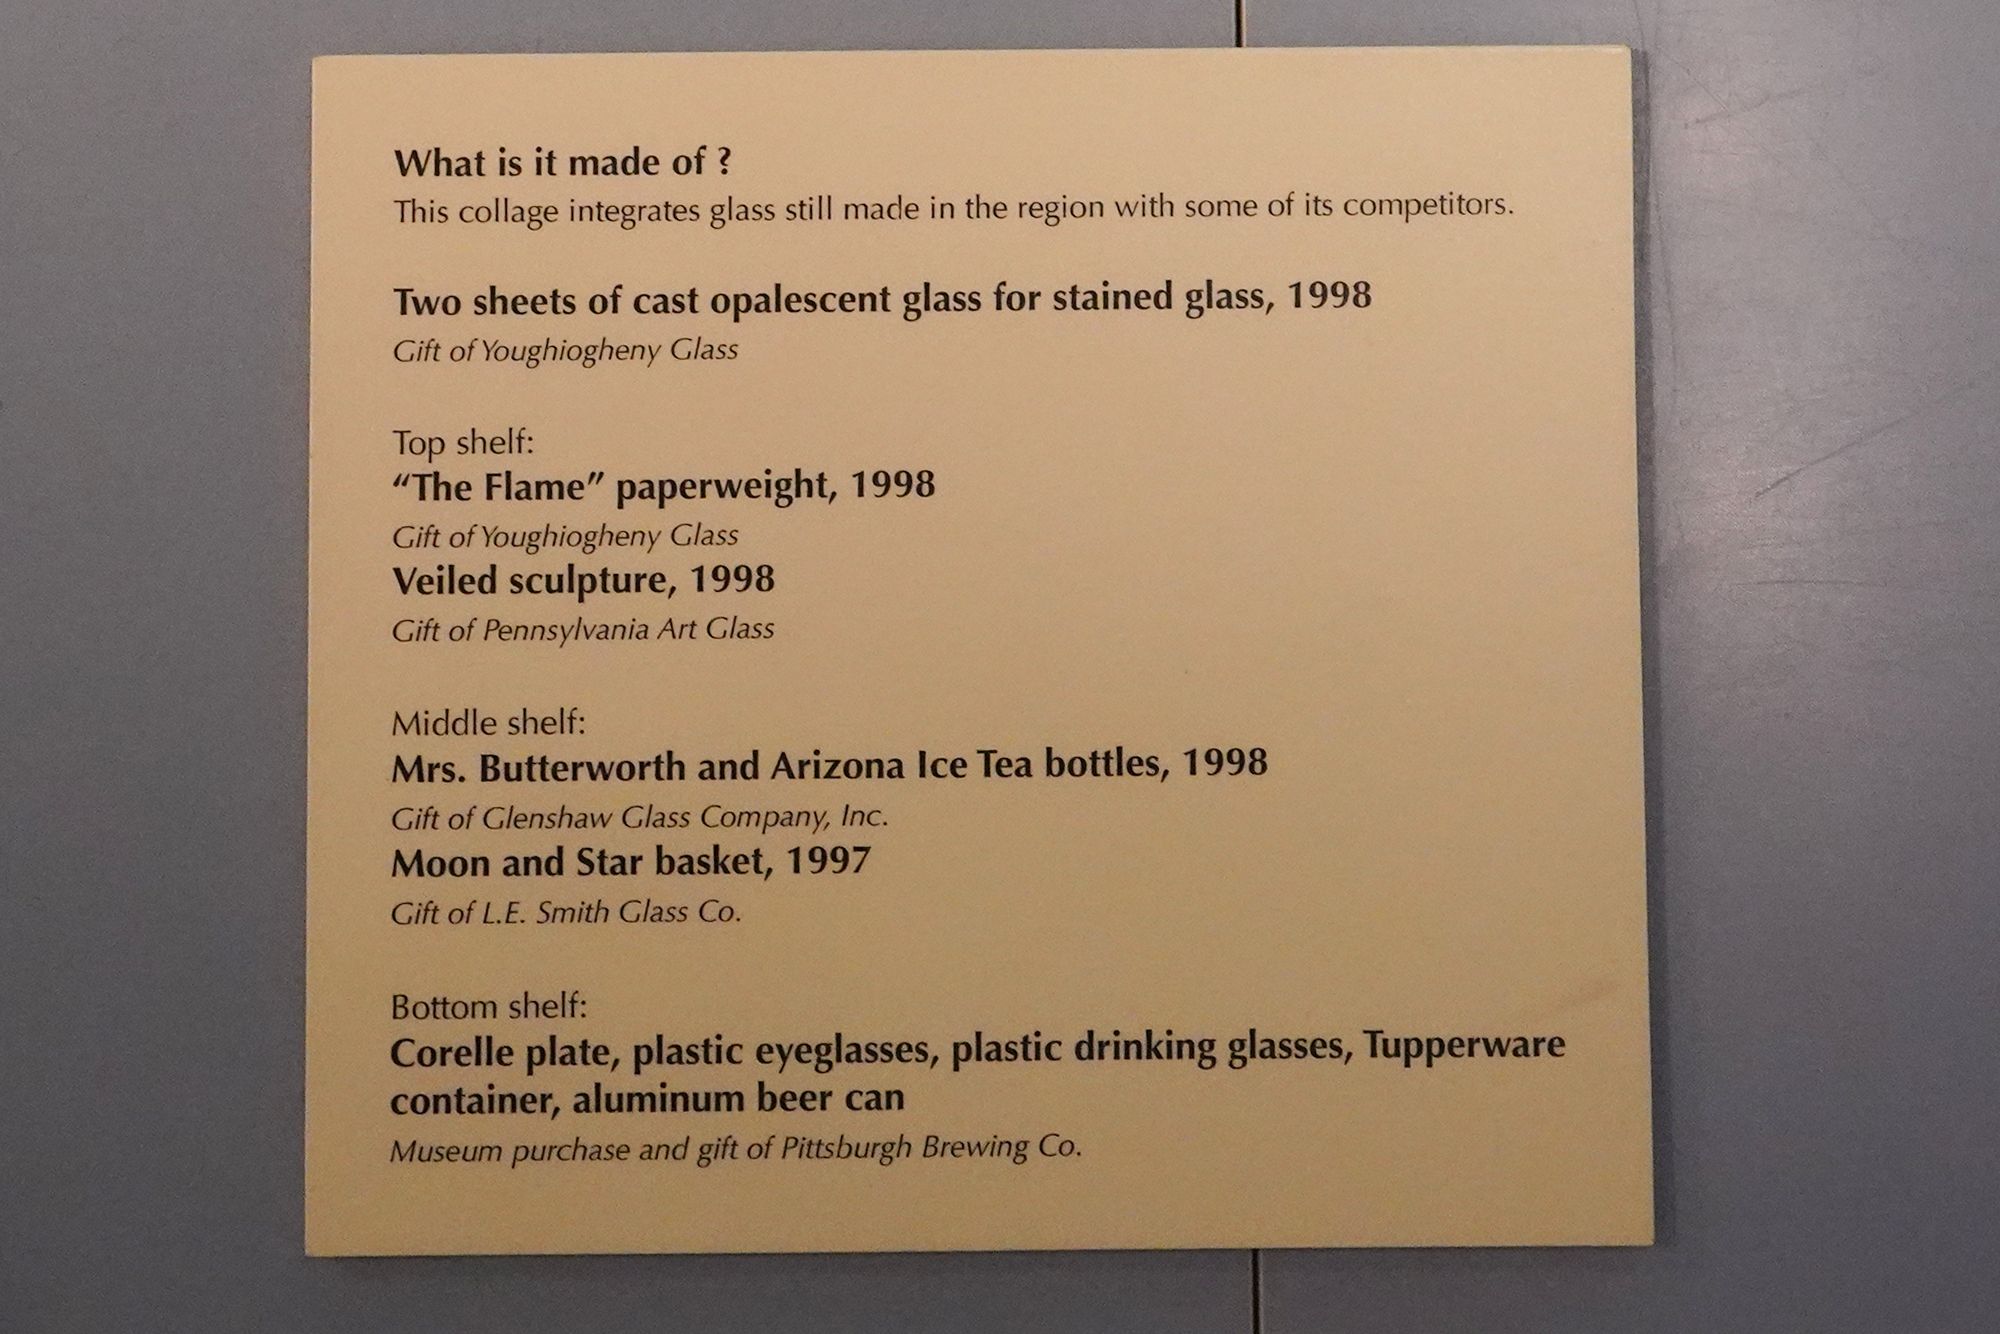 What is it made of ?
This collage integrates glass still made in the region with some of its competitors.
Two sheets of cast opalescent glass for stained glass, 1998
Gift of Youghiogheny Glass
Top shelf:
“The Flame” paperweight, 1998
Gift of Youghiogheny Glass
Veiled sculpture, 1998
Gift of Pennsylvania Art Glass
Middle shelf:
Mrs. Butterworth and Arizona Ice Tea bottles, 1998
Gift of Glenshaw Glass Company, Inc.
Moon and Star basket, 1997
Gift of L.E. Smith Glass Co.
Bottom shelf:
Corelle plate, plastic eyeglasses, plastic drinking glasses, Tupperware
container, aluminum beer can
Museum purchase and gift of Pittsburgh Brewing Co.